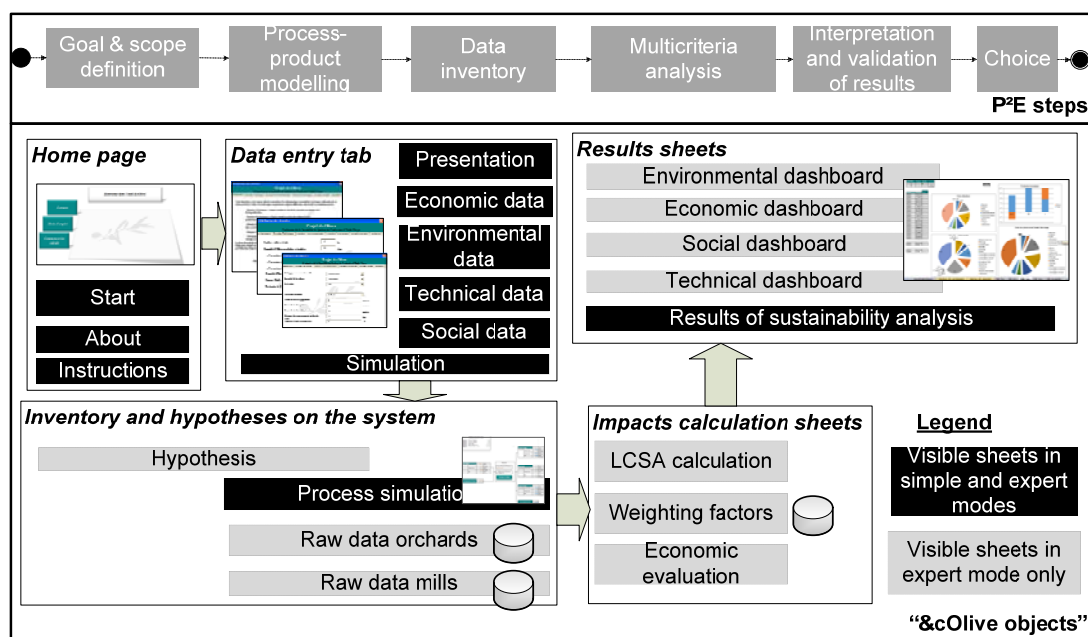 Goal & scope
definition
Process-
product
modelling
Data
inventory
Multicriteria
analysis
Interpretation
and validation
of results
Choice
P²E steps
Home page
Start
About
Instructions
Data entry tab
Presentation
Economic data
Environmental
data
Technical data
Social data
Simulation
Results sheets
Environmental dashboard
Economic dashboard
Social dashboard
Technical dashboard
Results of sustainability analysis
Inventory and hypotheses on the system
Hypothesis
Process simulation
Raw data orchards
Raw data mills
Impacts calculation sheets
LCSA calculation
Weighting factors
Economic
evaluation
Legend
Visible sheets in
simple and expert
modes
Visible sheets in
expert mode only
“&cOlive objects”